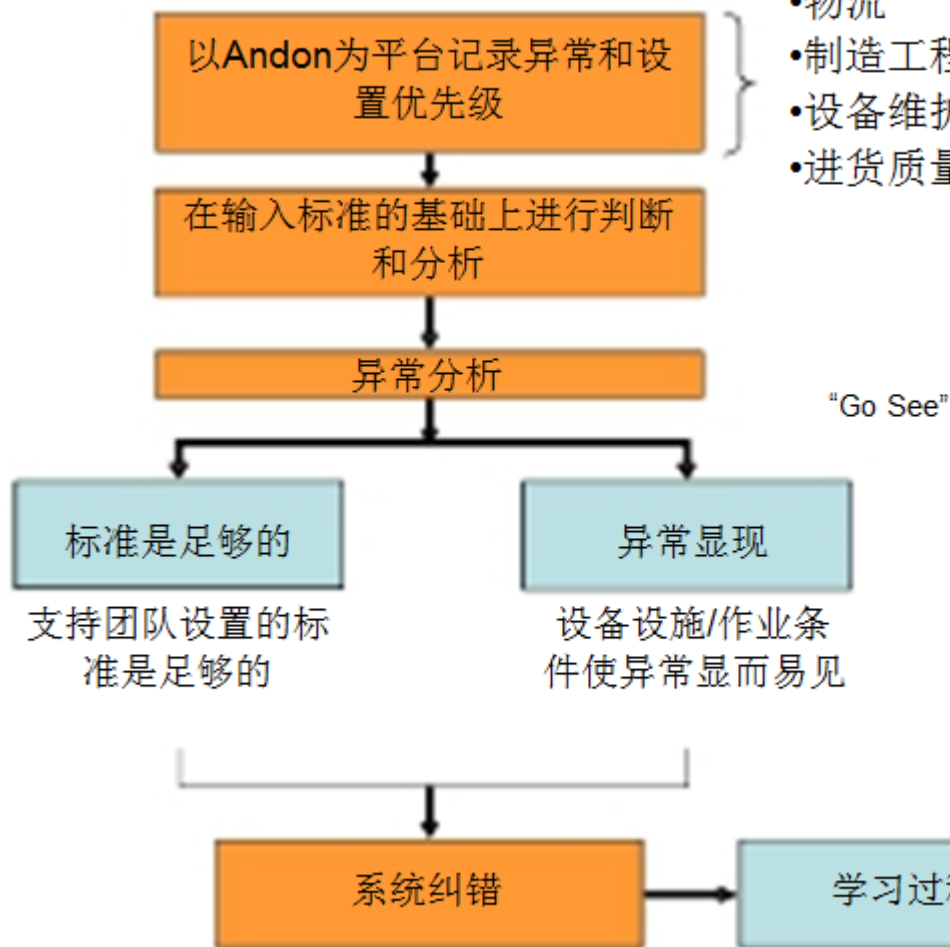 •物流
以Andon为平台记录异常和设
置优先级
•制造工程
•设备维护
•进货质量
在输入标准的基础上进行判断
和分析
异常分析
“Go See”
标准是足够的
异常显现
支持团队设置的标
准是足够的
设备设施/作业条
件使异常显而易见
系统纠错
学习过